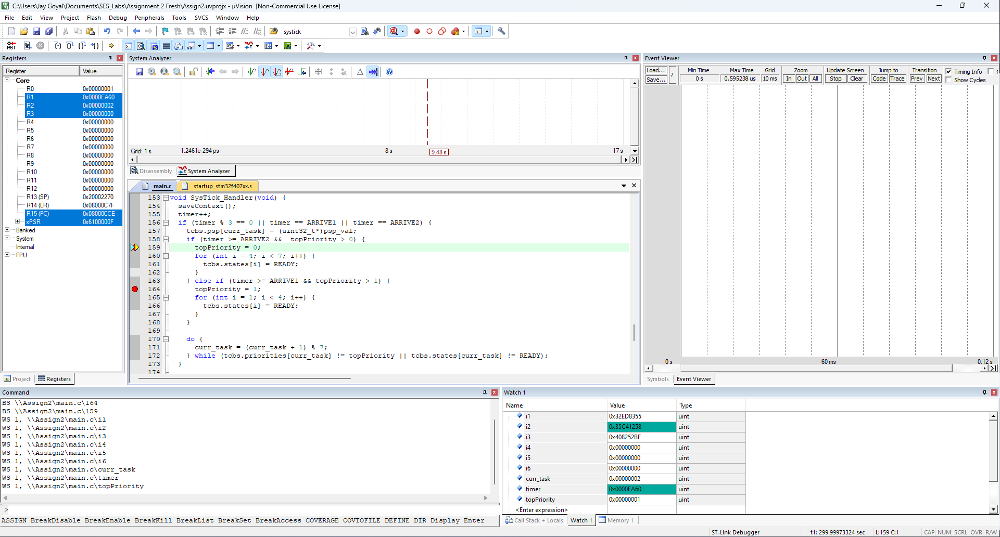 C:\Users\Jay Goyal\Documents\SES_Labs\Assignment 2 Fresh\Assign2.uvprojx - µVision [Non-Commercial Use License]
File Edit View Project Flash Debug Peripherals Tools SVCS Window Help
systick
RST
Registers
Register Value
Core
R0 0x00000001
R1 0x0000EA60
R2 0x00000002
R3 0x00000000
R4 0x00000000
R5 0x00000000
R6 0x00000000
R7 0x00000000
R8 0x00000000
R9 0x00000000
R10 0x00000000
R11 0x00000000
R12 0x00000000
R13 (SP) 0x20002270
R14 (LR) 0x08000C7F
R15 (PC) 0x08000CCE
xPSR 0x6100000F
Banked
System
Internal
FPU
Project Registers
System Analyzer
Grid: 1 s 1.2461e-294 ps 8 s 9.48 s 17 s
Disassembly System Analyzer
main.c startup_stm32f407xx.s
153 void SysTick_Handler(void) {
154 saveContext();
155 timer++;
156 if (timer % 3 == 0 || timer == ARRIVE1 || timer == ARRIVE2) {
157 tcbs.psp[curr_task] = (uint32_t*)psp_val;
158 if (timer >= ARRIVE2 && topPriority > 0) {
159 topPriority = 0;
160 for (int i = 4; i < 7; i++) {
161 tcbs.states[i] = READY;
162 }
163 } else if (timer >= ARRIVE1 && topPriority > 1) {
164 topPriority = 1;
165 for (int i = 1; i < 4; i++) {
166 tcbs.states[i] = READY;
167 }
168 }
169
170 do {
171 curr_task = (curr_task + 1) % 7;
172 } while (tcbs.priorities[curr_task] != topPriority || tcbs.states[curr_task] != READY);
173 }
174
Event Viewer
Load... Min Time Max Time Grid Zoom Update Screen Jump to Transition Timing Info
Save... ? 0 s 0.595238 us 10 ms In Out All Stop Clear Code Trace Prev Next Show Cycles
0 s 60 ms 0.12 s
Symbols Event Viewer
Command
BS \\Assign2\main.c\164
BS \\Assign2\main.c\159
WS 1, \\Assign2\main.c\i1
WS 1, \\Assign2\main.c\i2
WS 1, \\Assign2\main.c\i3
WS 1, \\Assign2\main.c\i4
WS 1, \\Assign2\main.c\i5
WS 1, \\Assign2\main.c\i6
WS 1, \\Assign2\main.c\curr_task
WS 1, \\Assign2\main.c\timer
WS 1, \\Assign2\main.c\topPriority
>
ASSIGN BreakDisable BreakEnable BreakKill BreakList BreakSet BreakAccess COVERAGE COVTOFILE DEFINE DIR Display Enter
Watch 1
Name Value Type
i1 0x32ED8355 uint
i2 0x35C41258 uint
i3 0x408252BF uint
i4 0x00000000 uint
i5 0x00000000 uint
i6 0x00000000 uint
curr_task 0x00000002 uint
timer 0x0000EA60 uint
topPriority 0x00000001 uint
<Enter expression>
Call Stack + Locals Watch 1 Memory 1
ST-Link Debugger t1: 299.99973324 sec L:159 C:1 CAP NUM SCRL OVR R/W